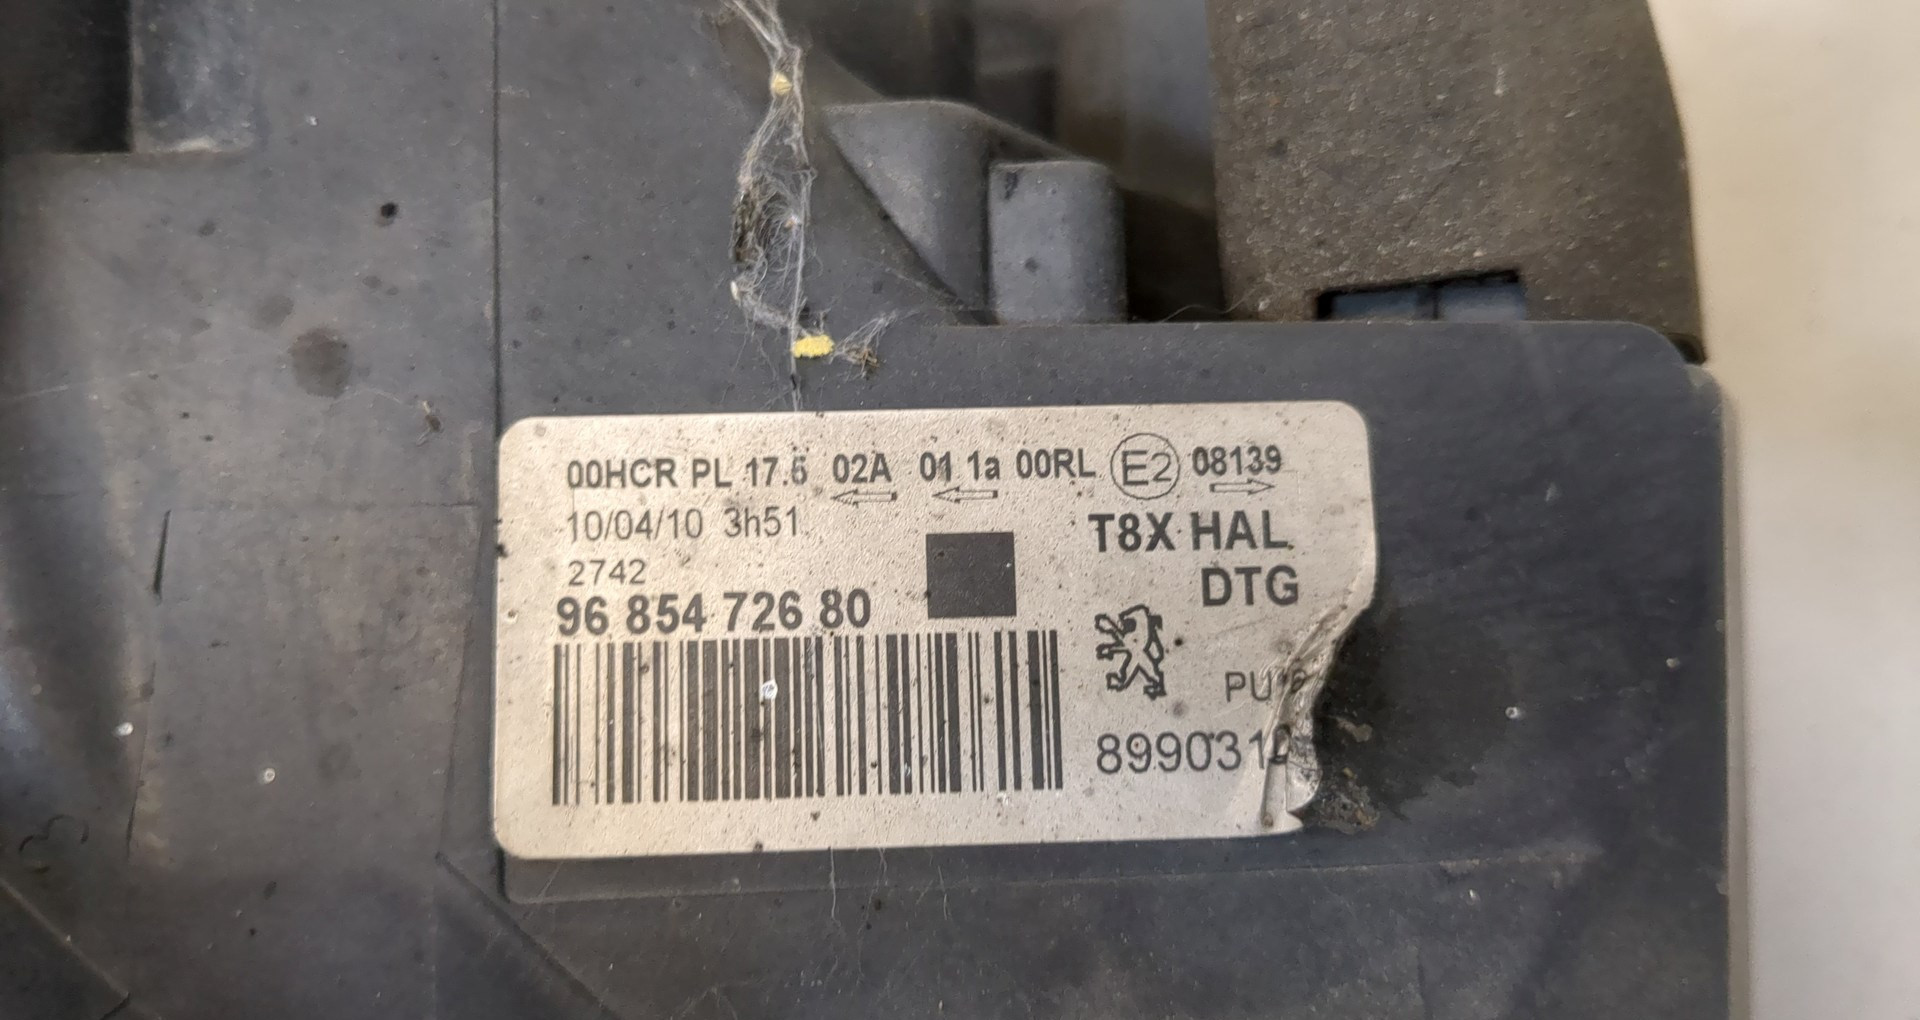 00HCR PL 17.5 02A 01 1a 00RL E2 08139
10/04/10 3h51
T8X HAL
2742
DTG
96 854 726 80
8990310